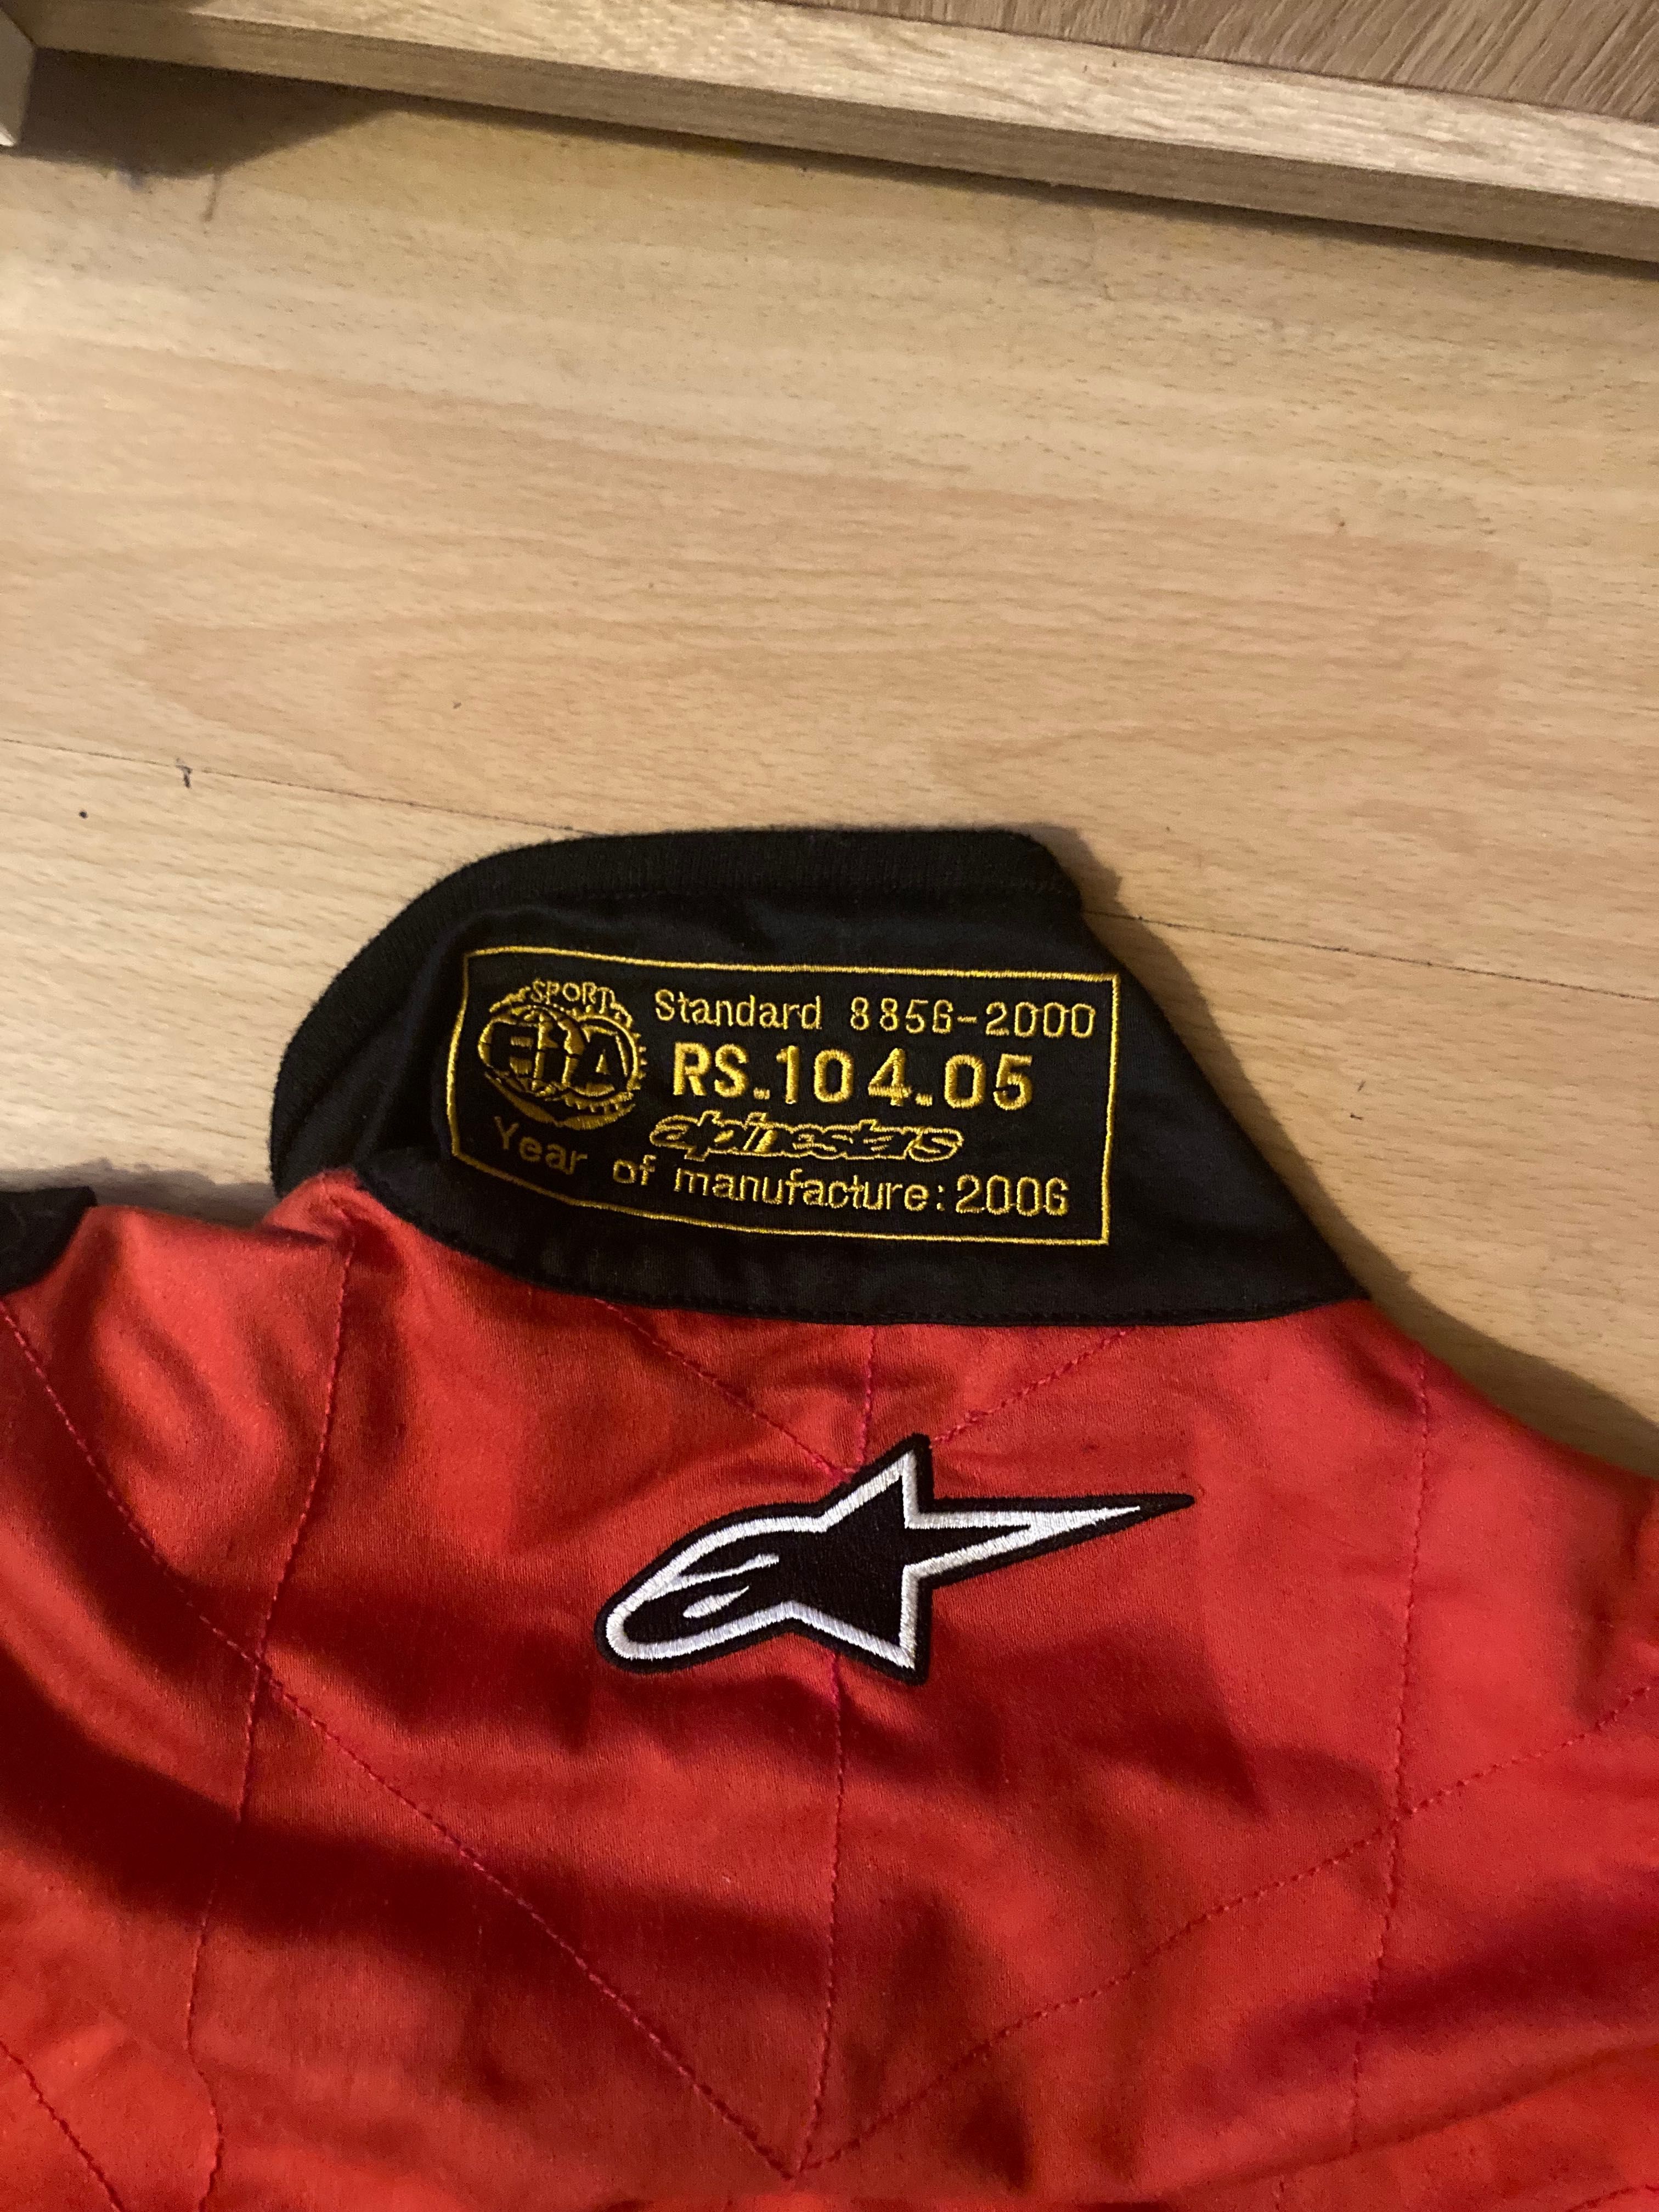 SPORT
FIA
Standard 8856-2000
RS.104.05
alpinestars
Year of manufacture: 2006